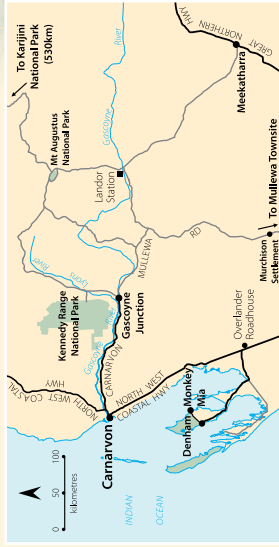 To Karijini
National Park
(530km)
Mt Augustus
National Park
Gascoyne
River
GREAT NORTHERN
HWY
Meekatharra
Landor
Station
To Mullewa Townsite
Murchison
Settlement
MULLEWA
RD
Lyons
River
Kennedy Range
National Park
Gascoyne
River
Gascoyne
Junction
CARNARVON
NORTH WEST COASTAL
HWY
Carnarvon
NORTH WEST
COASTAL HWY
Overlander
Roadhouse
Monkey
Mia
Denham
0 50 100
kilometres
INDIAN
OCEAN